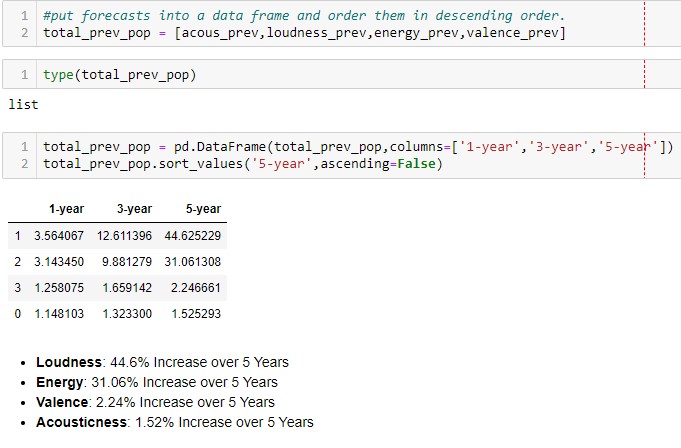 1 #put forecasts into a data frame and order them in descending order.
2 total_prev_pop = [acous_prev,loudness_prev,energy_prev,valence_prev]
1 type(total_prev_pop)
list
1 total_prev_pop = pd.DataFrame(total_prev_pop,columns=['1-year','3-year','5-year'])
2 total_prev_pop.sort_values('5-year',ascending=False)
1-year 3-year 5-year
1 3.564067 12.611396 44.625229
2 3.143450 9.881279 31.061308
3 1.258075 1.659142 2.246661
0 1.148103 1.323300 1.525293
• Loudness: 44.6% Increase over 5 Years
• Energy: 31.06% Increase over 5 Years
• Valence: 2.24% Increase over 5 Years
• Acousticness: 1.52% Increase over 5 Years